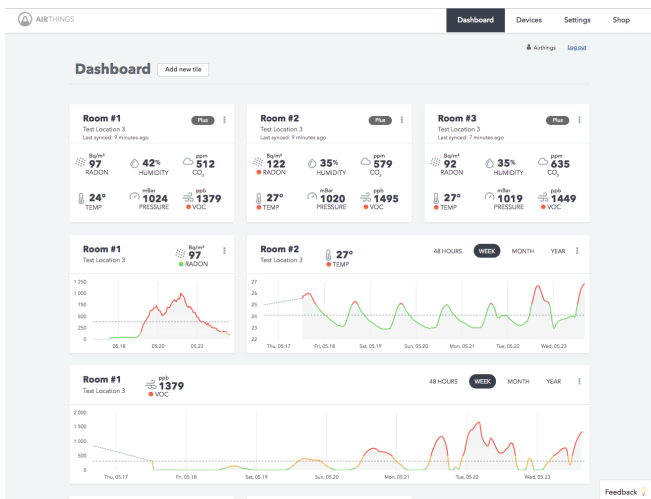 AIRTHINGS
Dashboard Devices Settings Shop
Airthings Log out
Dashboard Add new tile
Room #1 Plus
Test Location 3
Last synced: 9 minutes ago
Bq/m³ ppm
97 42% 512
RADON HUMIDITY CO₂
mBar ppb
24° 1024 1379
TEMP PRESSURE VOC
Room #2 Plus
Test Location 3
Last synced: 9 minutes ago
Bq/m³ ppm
122 35% 579
RADON HUMIDITY CO₂
mBar ppb
27° 1020 1495
TEMP PRESSURE VOC
Room #3 Plus
Test Location 3
Last synced: 7 minutes ago
Bq/m³ ppm
92 35% 635
RADON HUMIDITY CO₂
mBar ppb
27° 1019 1449
TEMP PRESSURE VOC
Room #1
Test Location 3
Bq/m³
97
RADON
1 250
1 000
750
500
250
0
05.18 05.20 05.22
Room #2
Test Location 3
27°
TEMP
48 HOURS WEEK MONTH YEAR
27
26
25
24
23
22
Thu, 05.17 Fri, 05.18 Sat, 05.19 Sun, 05.20 Mon, 05.21 Tue, 05.22 Wed, 05.23
Room #1
Test Location 3
ppb
1379
VOC
48 HOURS WEEK MONTH YEAR
2 000
1 500
1 000
500
0
Thu, 05.17 Fri, 05.18 Sat, 05.19 Sun, 05.20 Mon, 05.21 Tue, 05.22 Wed, 05.23
Feedback